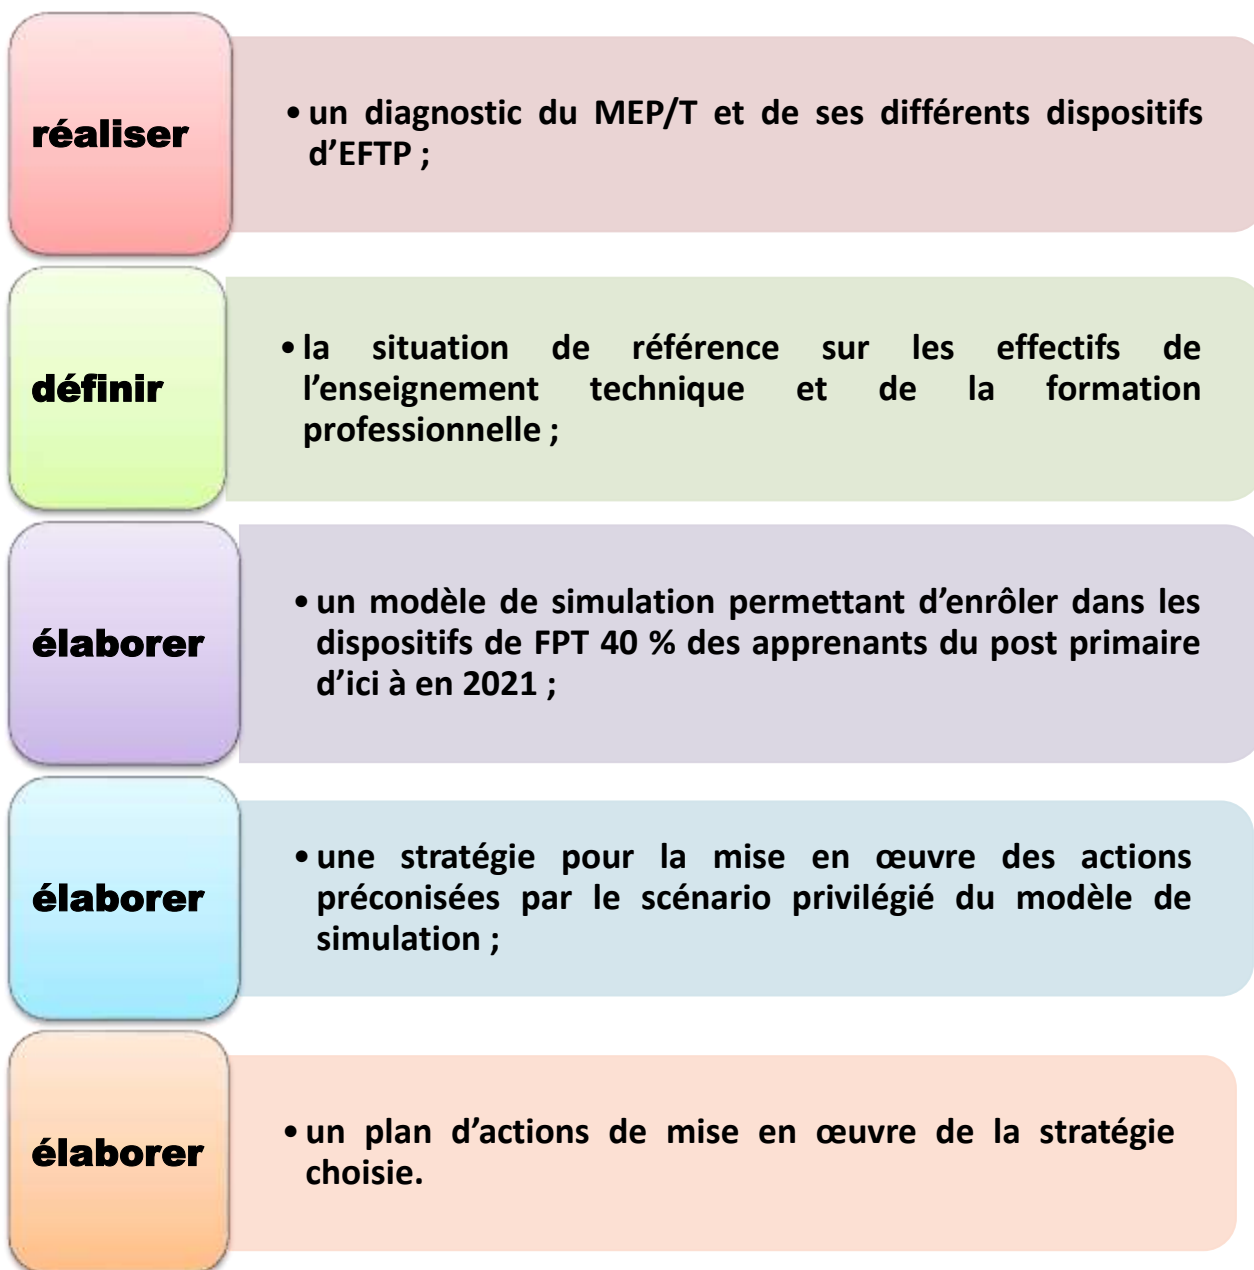 réaliser
• un diagnostic du MEP/T et de ses différents dispositifs
d’EFTP ;
définir
• la situation de référence sur les effectifs de
l’enseignement technique et de la formation
professionnelle ;
élaborer
• un modèle de simulation permettant d’enrôler dans les
dispositifs de FPT 40 % des apprenants du post primaire
d’ici à en 2021 ;
élaborer
• une stratégie pour la mise en œuvre des actions
préconisées par le scénario privilégié du modèle de
simulation ;
élaborer
• un plan d’actions de mise en œuvre de la stratégie
choisie.